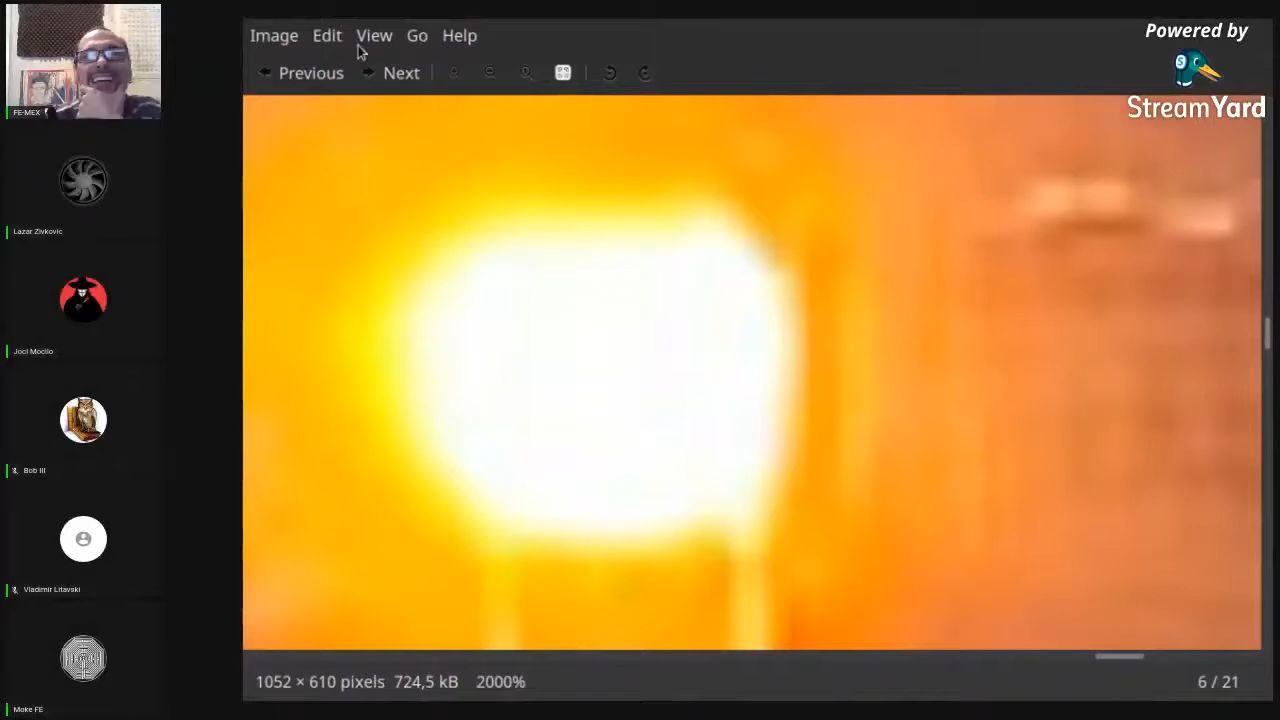 Image Edit View Go Help
Previous Next
Powered by
StreamYard
FE-MEX
Lazar Zivkovic
Joci Mocilo
Bob III
Vladimir Litavski
Moke FE
1052 × 610 pixels 724,5 kB 2000%
6 / 21